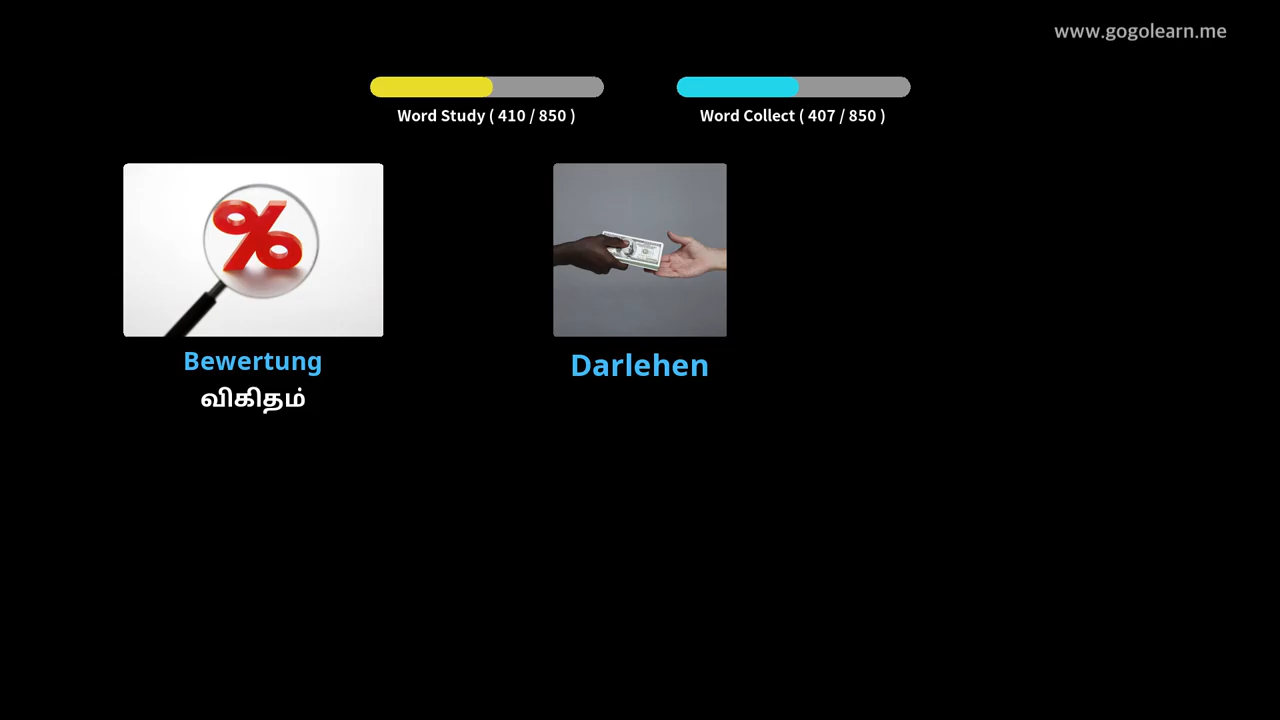 www.gogolearn.me
Word Study ( 410 / 850 )
Word Collect ( 407 / 850 )
Bewertung
விகிதம்
Darlehen